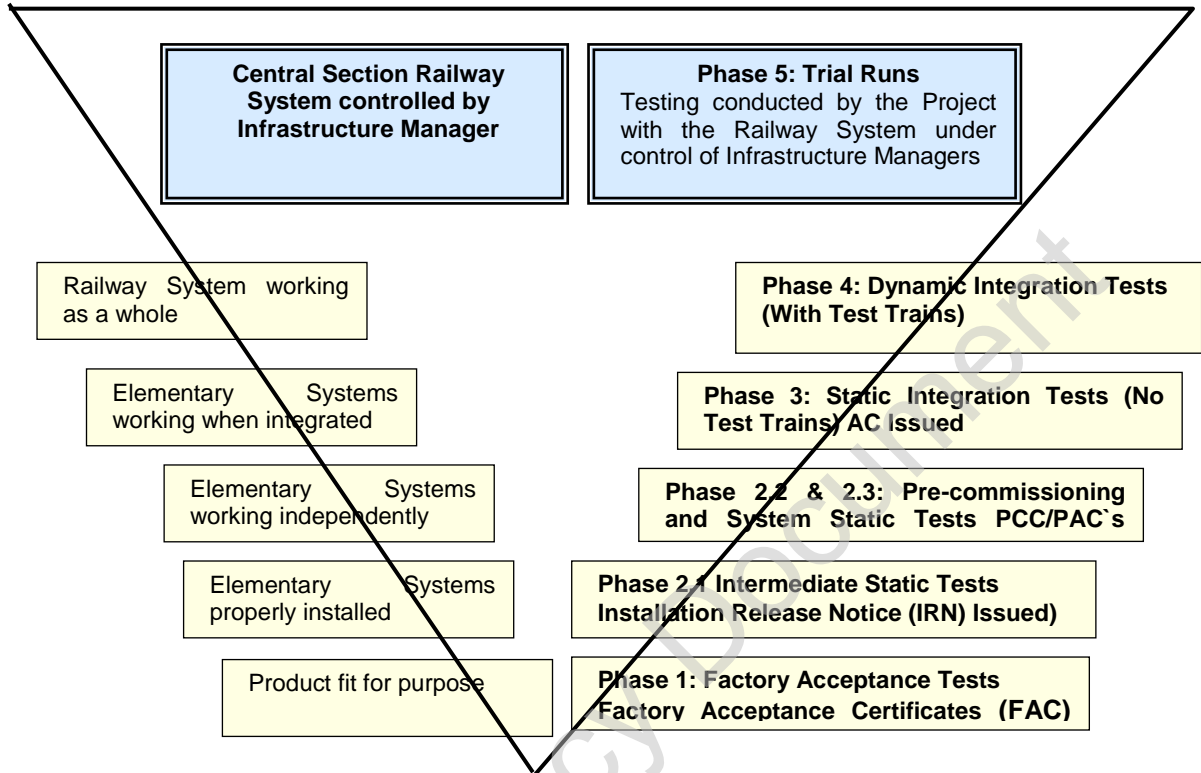 Central Section Railway
System controlled by
Infrastructure Manager
Phase 5: Trial Runs
Testing conducted by the Project
with the Railway System under
control of Infrastructure Managers
Railway System working
as a whole
Phase 4: Dynamic Integration Tests
(With Test Trains)
Elementary Systems
working when integrated
Phase 3: Static Integration Tests (No
Test Trains) AC Issued
Elementary Systems
working independently
Phase 2.2 & 2.3: Pre-commissioning
and System Static Tests PCC/PAC`s
Elementary Systems
properly installed
Phase 2.1 Intermediate Static Tests
Installation Release Notice (IRN) Issued)
Product fit for purpose
Phase 1: Factory Acceptance Tests
Factory Acceptance Certificates (FAC)
cy Document